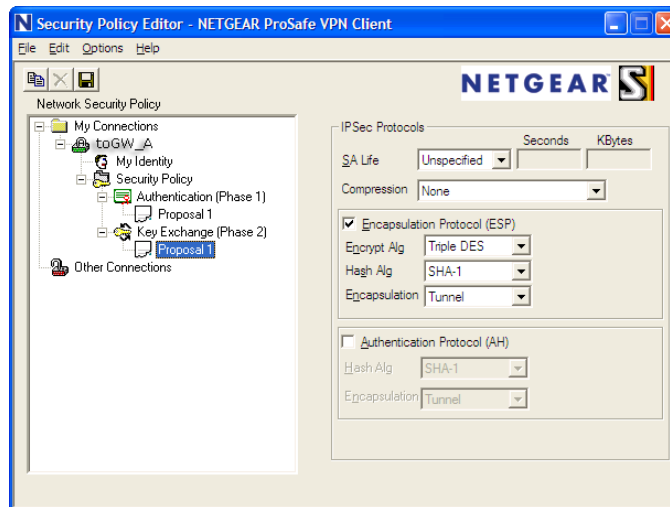 N Security Policy Editor - NETGEAR ProSafe VPN Client
File Edit Options Help
NETGEAR S
Network Security Policy
My Connections
toGW_A
My Identity
Security Policy
Authentication (Phase 1)
Proposal 1
Key Exchange (Phase 2)
Proposal 1
Other Connections
IPSec Protocols
Seconds KBytes
SA Life Unspecified
Compression None
Encapsulation Protocol (ESP)
Encrypt Alg Triple DES
Hash Alg SHA-1
Encapsulation Tunnel
Authentication Protocol (AH)
Hash Alg SHA-1
Encapsulation Tunnel